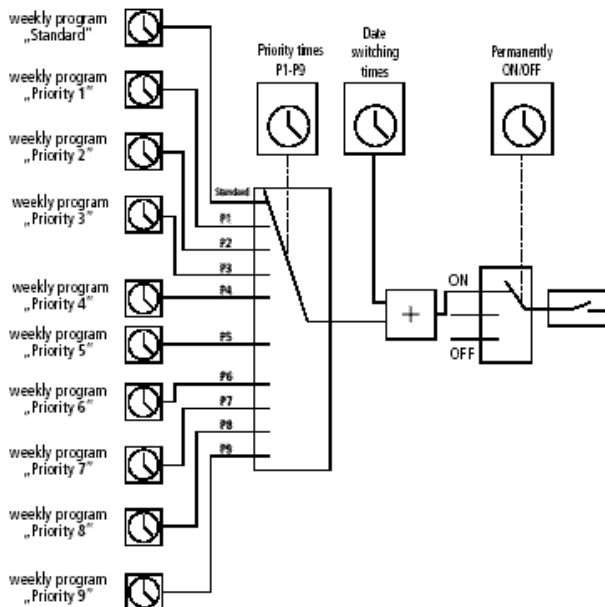 weekly program
„Standard”
weekly program
„Priority 1”
weekly program
„Priority 2”
weekly program
„Priority 3”
weekly program
„Priority 4”
weekly program
„Priority 5”
weekly program
„Priority 6”
weekly program
„Priority 7”
weekly program
„Priority 8”
weekly program
„Priority 9”
Priority times
P1-P9
Date
switching
times
Permanently
ON/OFF
Standard
P1
P2
P3
P4
P5
P6
P7
P8
P9
+
ON
OFF